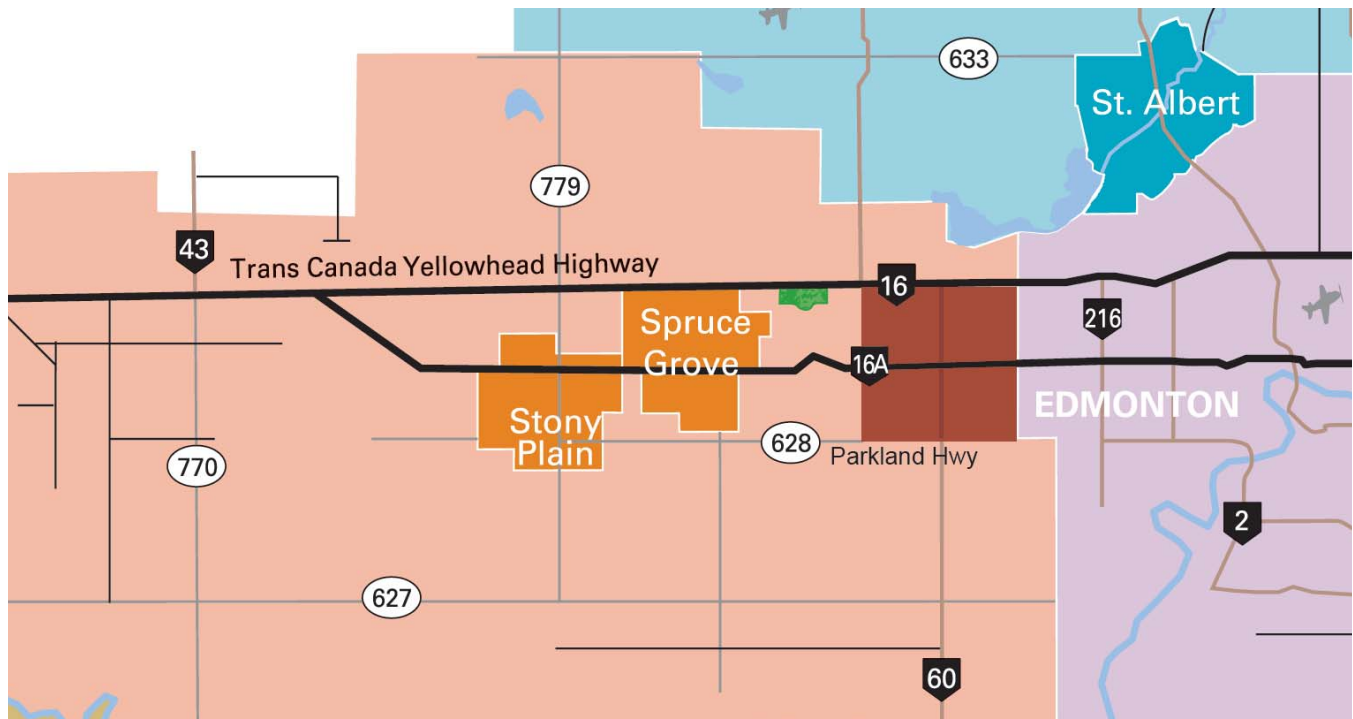 633
St. Albert
779
43
Trans Canada Yellowhead Highway
16
216
Spruce
Grove
16A
EDMONTON
Stony
Plain
628
Parkland Hwy
770
2
627
60